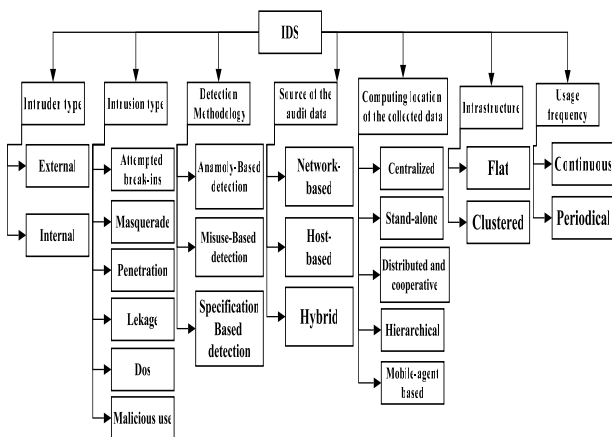 IDS
Intruder type
Intrusion type
Detection
Methodology
Source of the
audit data
Computing location
of the collected data
Infrastructure
Usage
frequency
External
Internal
Attempted
break-ins
Masquerade
Penetration
Lekage
Dos
Malicious use
Anamoly-Based
detection
Misuse-Based
detection
Specification
Based
detection
Network-
based
Host-
based
Hybrid
Centralized
Stand-alone
Distributed and
cooperative
Hierarchical
Mobile-agent
based
Flat
Clustered
Continuous
Periodical